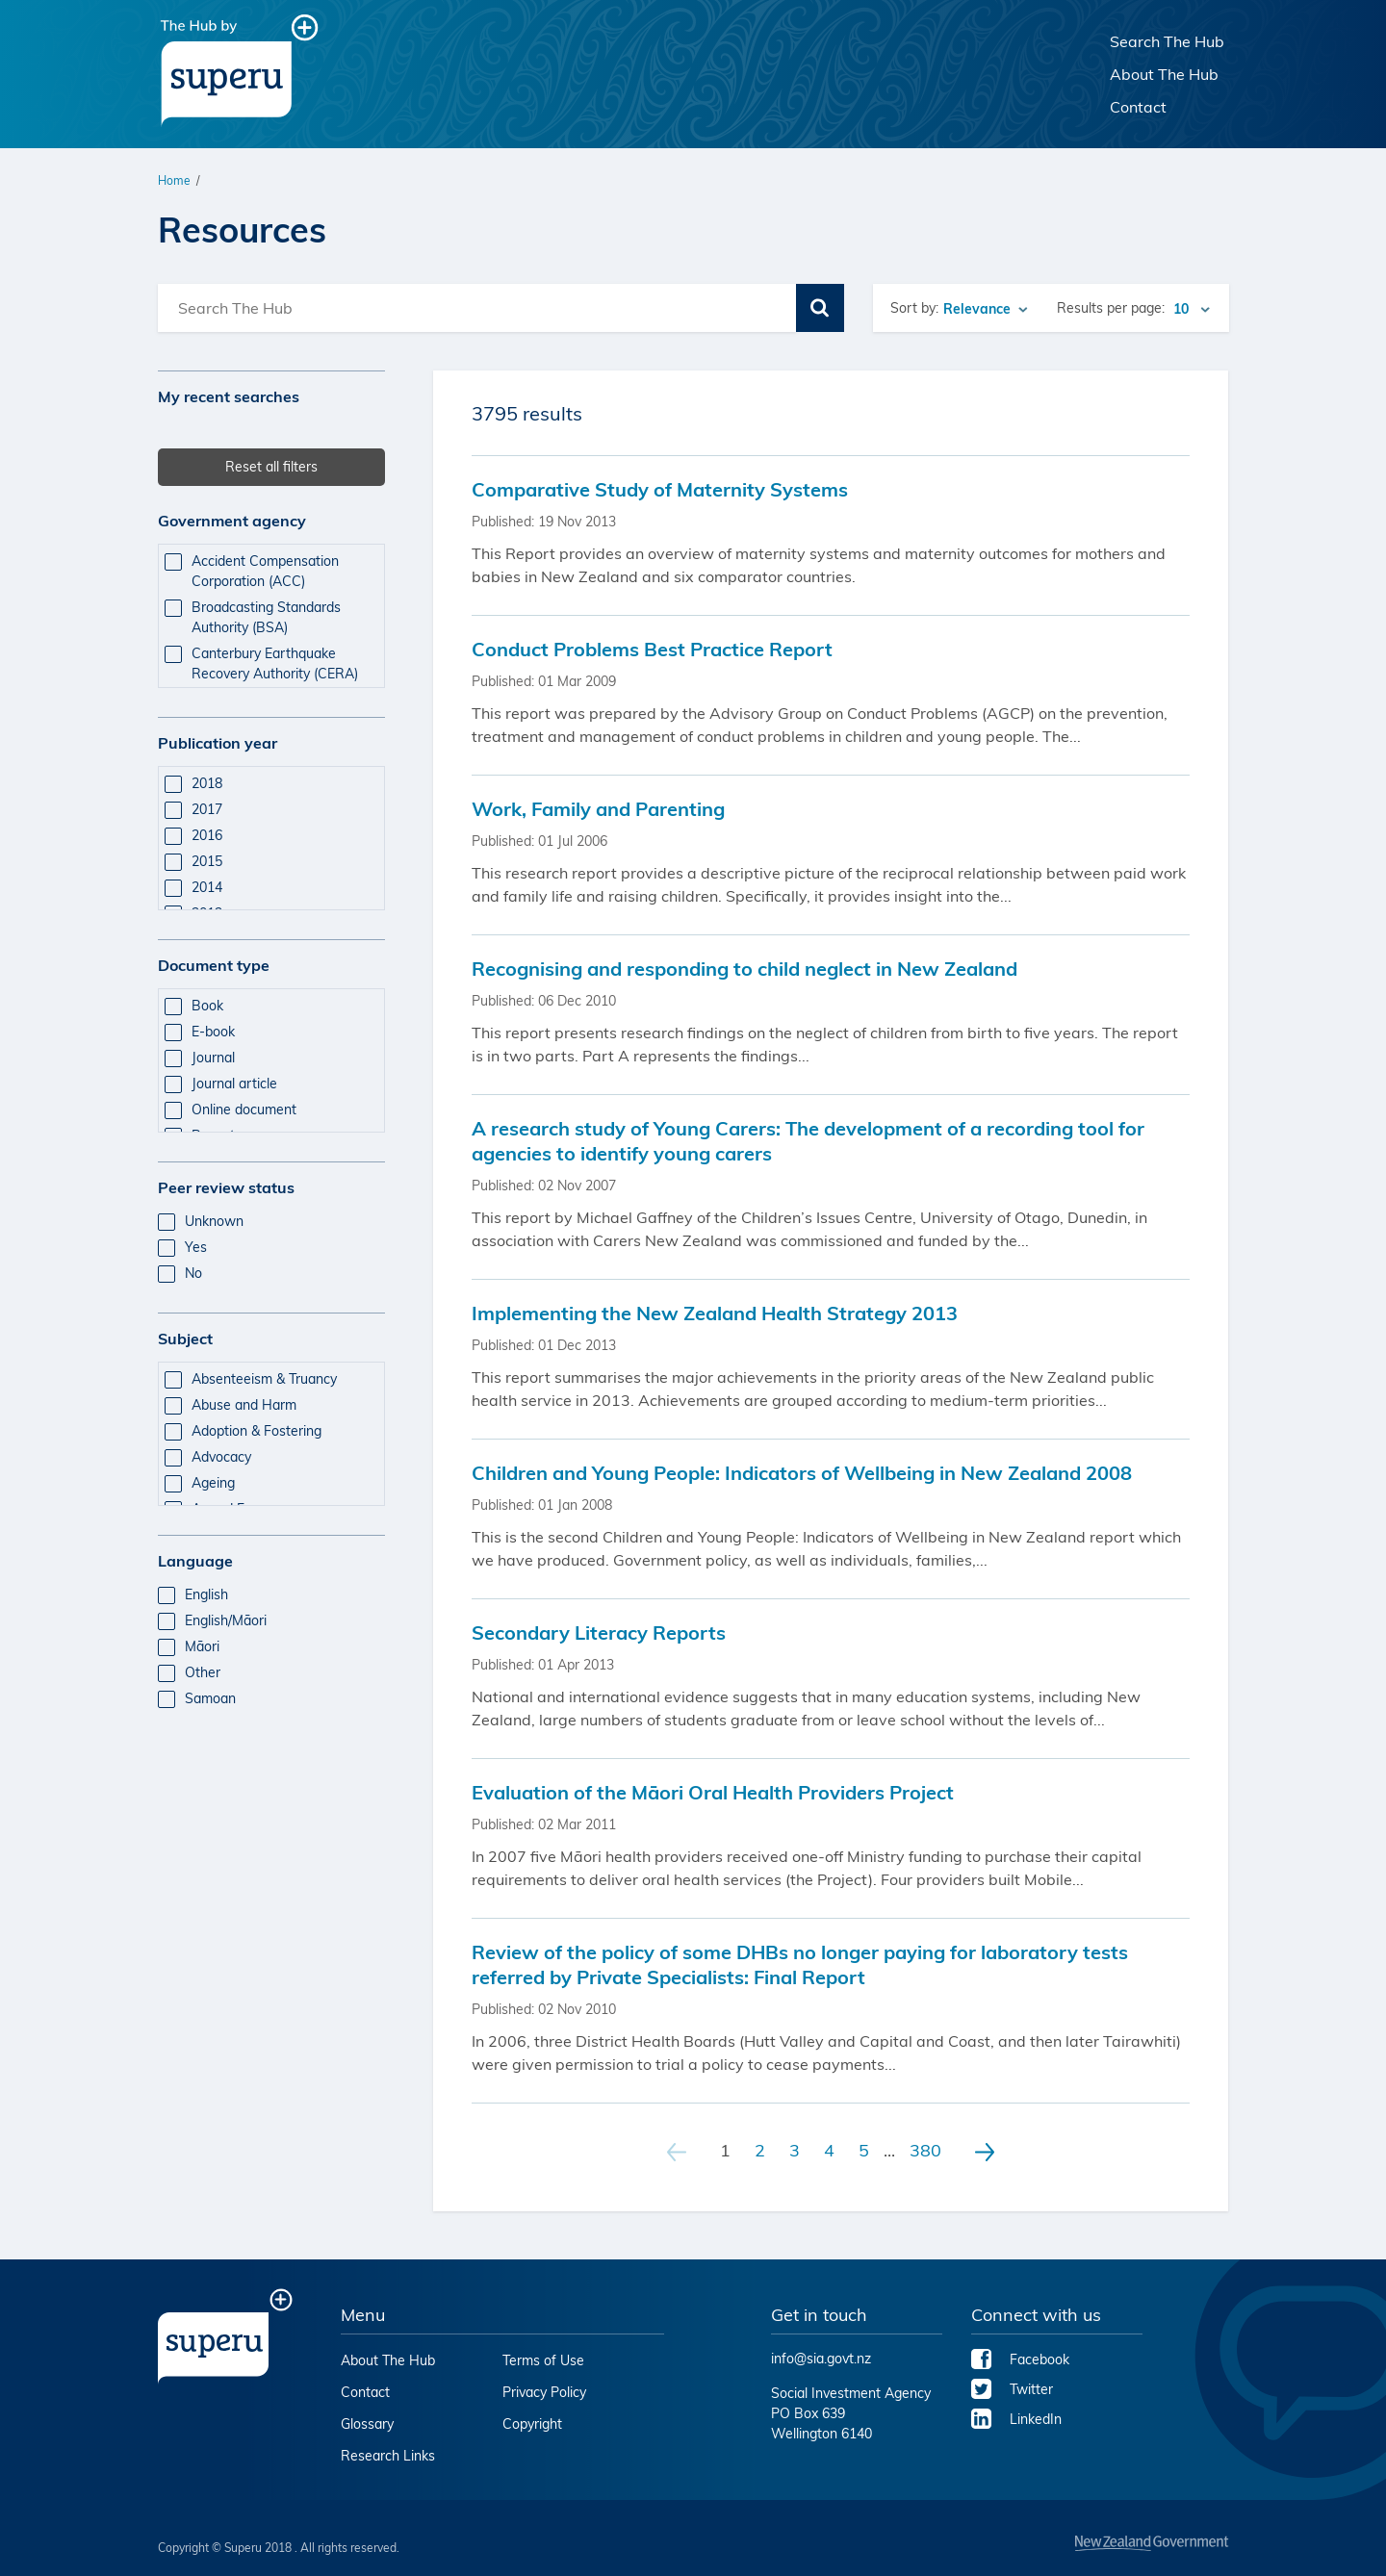 The Hub by
superu
Search The Hub
About The Hub
Contact
Home /
Resources
Search The Hub
Sort by: Relevance
Results per page: 10
My recent searches
Reset all filters
Government agency
Accident Compensation
Corporation (ACC)
Broadcasting Standards
Authority (BSA)
Canterbury Earthquake
Recovery Authority (CERA)
Publication year
2018
2017
2016
2015
2014
Document type
Book
E-book
Journal
Journal article
Online document
Peer review status
Unknown
Yes
No
Subject
Absenteeism & Truancy
Abuse and Harm
Adoption & Fostering
Advocacy
Ageing
Language
English
English/Māori
Māori
Other
Samoan
3795 results
Comparative Study of Maternity Systems
Published: 19 Nov 2013
This Report provides an overview of maternity systems and maternity outcomes for mothers and
babies in New Zealand and six comparator countries.
Conduct Problems Best Practice Report
Published: 01 Mar 2009
This report was prepared by the Advisory Group on Conduct Problems (AGCP) on the prevention,
treatment and management of conduct problems in children and young people. The...
Work, Family and Parenting
Published: 01 Jul 2006
This research report provides a descriptive picture of the reciprocal relationship between paid work
and family life and raising children. Specifically, it provides insight into the...
Recognising and responding to child neglect in New Zealand
Published: 06 Dec 2010
This report presents research findings on the neglect of children from birth to five years. The report
is in two parts. Part A represents the findings...
A research study of Young Carers: The development of a recording tool for
agencies to identify young carers
Published: 02 Nov 2007
This report by Michael Gaffney of the Children’s Issues Centre, University of Otago, Dunedin, in
association with Carers New Zealand was commissioned and funded by the...
Implementing the New Zealand Health Strategy 2013
Published: 01 Dec 2013
This report summarises the major achievements in the priority areas of the New Zealand public
health service in 2013. Achievements are grouped according to medium-term priorities...
Children and Young People: Indicators of Wellbeing in New Zealand 2008
Published: 01 Jan 2008
This is the second Children and Young People: Indicators of Wellbeing in New Zealand report which
we have produced. Government policy, as well as individuals, families,...
Secondary Literacy Reports
Published: 01 Apr 2013
National and international evidence suggests that in many education systems, including New
Zealand, large numbers of students graduate from or leave school without the levels of...
Evaluation of the Māori Oral Health Providers Project
Published: 02 Mar 2011
In 2007 five Māori health providers received one-off Ministry funding to purchase their capital
requirements to deliver oral health services (the Project). Four providers built Mobile...
Review of the policy of some DHBs no longer paying for laboratory tests
referred by Private Specialists: Final Report
Published: 02 Nov 2010
In 2006, three District Health Boards (Hutt Valley and Capital and Coast, and then later Tairawhiti)
were given permission to trial a policy to cease payments...
1 2 3 4 5 ... 380
superu
Menu
About The Hub
Contact
Glossary
Research Links
Terms of Use
Privacy Policy
Copyright
Get in touch
info@sia.govt.nz
Social Investment Agency
PO Box 639
Wellington 6140
Connect with us
Facebook
Twitter
LinkedIn
Copyright © Superu 2018 . All rights reserved.
New Zealand Government